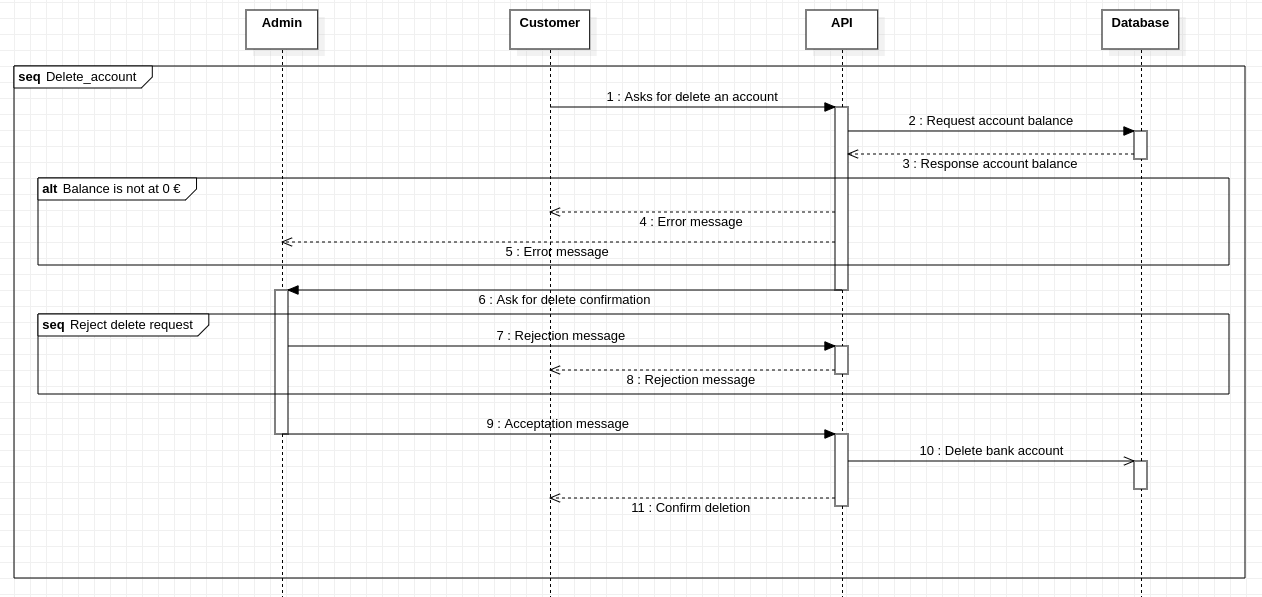 Admin
Customer
API
Database
seq Delete_account
1 : Asks for delete an account
2 : Request account balance
3 : Response account balance
alt Balance is not at 0 €
4 : Error message
5 : Error message
6 : Ask for delete confirmation
seq Reject delete request
7 : Rejection message
8 : Rejection message
9 : Acceptation message
10 : Delete bank account
11 : Confirm deletion